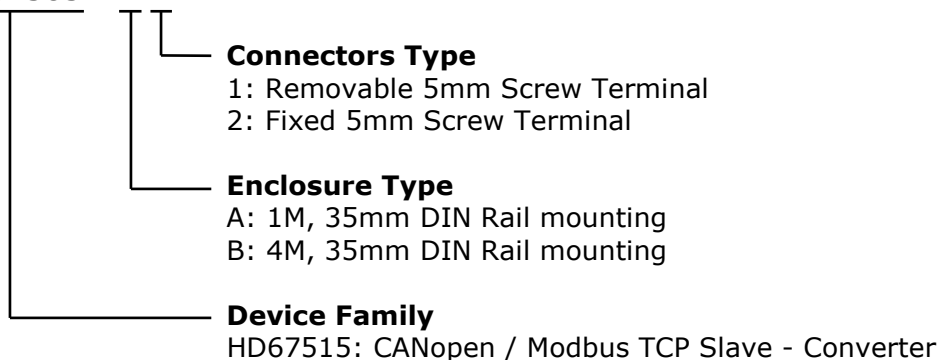 Connectors Type
1: Removable 5mm Screw Terminal
2: Fixed 5mm Screw Terminal
Enclosure Type
A: 1M, 35mm DIN Rail mounting
B: 4M, 35mm DIN Rail mounting
Device Family
HD67515: CANopen / Modbus TCP Slave - Converter